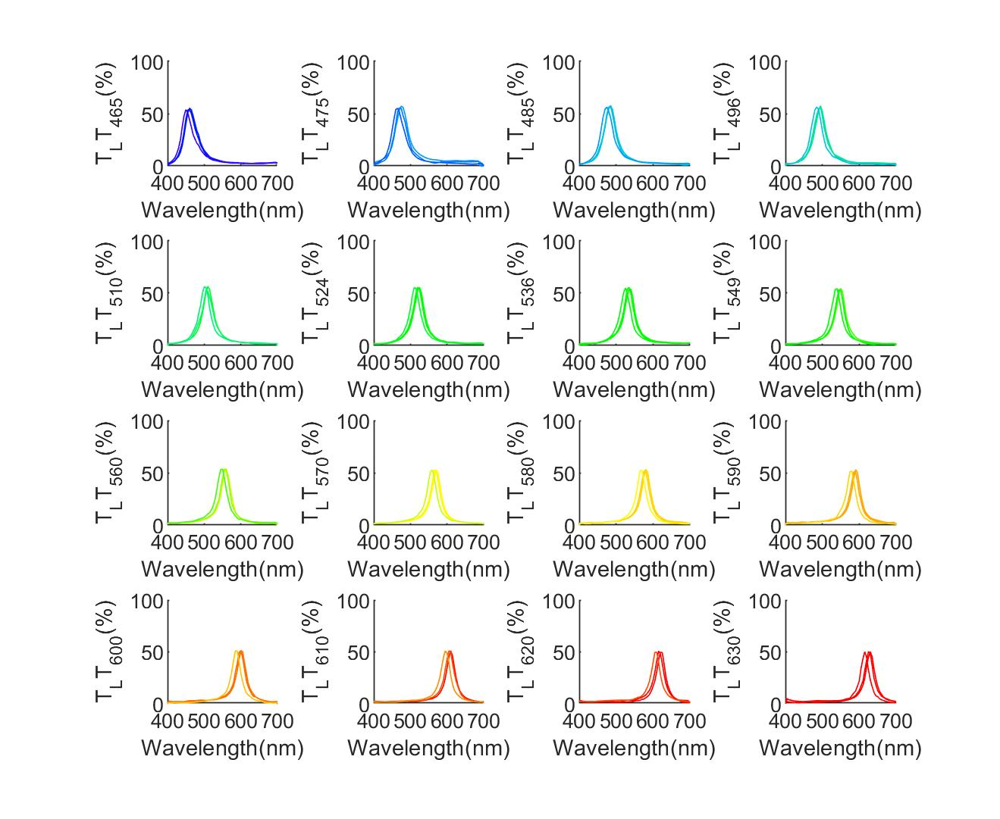 100 100 100 100
50 50 50 50
0 0 0 0
T_L T_465(%) T_L T_475(%) T_L T_485(%) T_L T_496(%)
400 500 600 700 400 500 600 700 400 500 600 700 400 500 600 700
Wavelength(nm) Wavelength(nm) Wavelength(nm) Wavelength(nm)
100 100 100 100
50 50 50 50
0 0 0 0
T_L T_510(%) T_L T_524(%) T_L T_536(%) T_L T_549(%)
400 500 600 700 400 500 600 700 400 500 600 700 400 500 600 700
Wavelength(nm) Wavelength(nm) Wavelength(nm) Wavelength(nm)
100 100 100 100
50 50 50 50
0 0 0 0
T_L T_560(%) T_L T_570(%) T_L T_580(%) T_L T_590(%)
400 500 600 700 400 500 600 700 400 500 600 700 400 500 600 700
Wavelength(nm) Wavelength(nm) Wavelength(nm) Wavelength(nm)
100 100 100 100
50 50 50 50
0 0 0 0
T_L T_600(%) T_L T_610(%) T_L T_620(%) T_L T_630(%)
400 500 600 700 400 500 600 700 400 500 600 700 400 500 600 700
Wavelength(nm) Wavelength(nm) Wavelength(nm) Wavelength(nm)